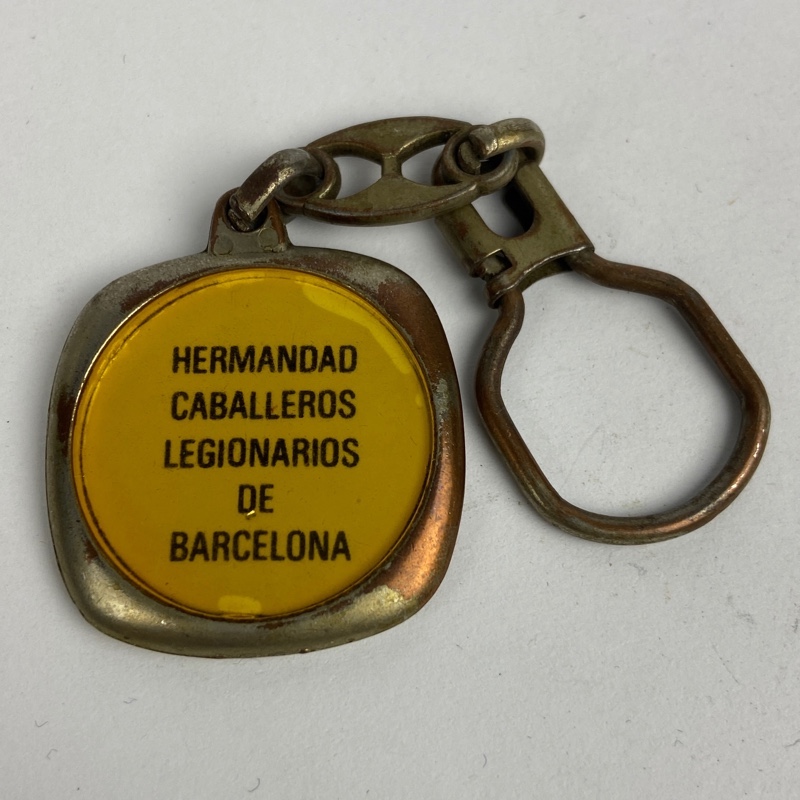 HERMANDAD
CABALLEROS
LEGIONARIOS
DE
BARCELONA